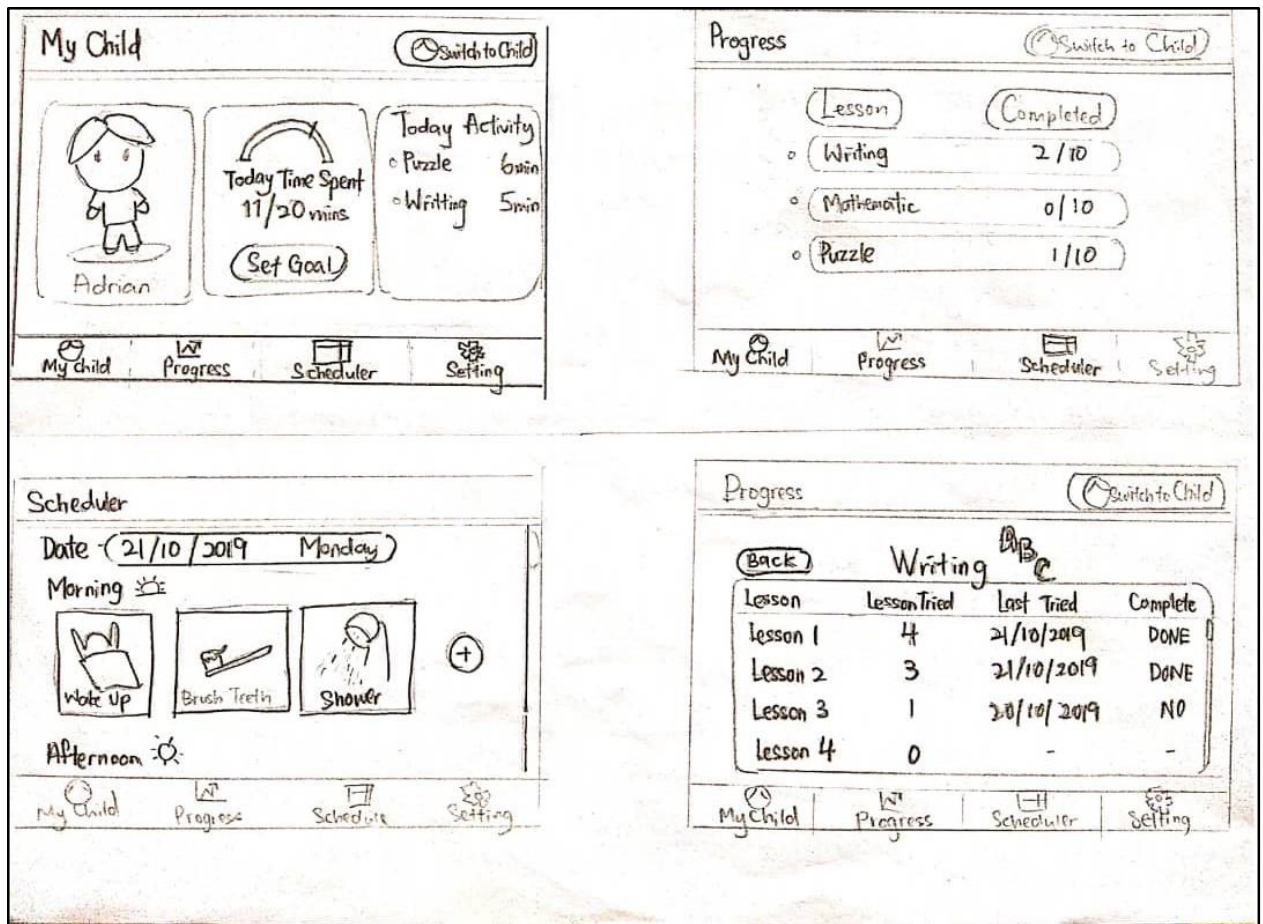 My Child
Switch to Child
Adrian
Today Time Spent
11/20 mins
Set Goal
Today Activity
Puzzle 6min
Writting 5min
My child Progress Scheduler Setting
Progress
Switch to Child
Lesson Completed
Writing 2/10
Mathematic 0/10
Puzzle 1/10
My Child Progress Scheduler Setting
Scheduler
Date - 21/10/2019 Monday
Morning
Wake Up
Brush Teeth
Shower
+
Afternoon
My Child Progress Schedule Setting
Progress
Switch to Child
Back
Writing ABC
Lesson Lesson Tried Last Tried Complete
Lesson 1 4 21/10/2019 DONE
Lesson 2 3 21/10/2019 DONE
Lesson 3 1 20/10/2019 NO
Lesson 4 0 - -
My Child Progress Scheduler Setting